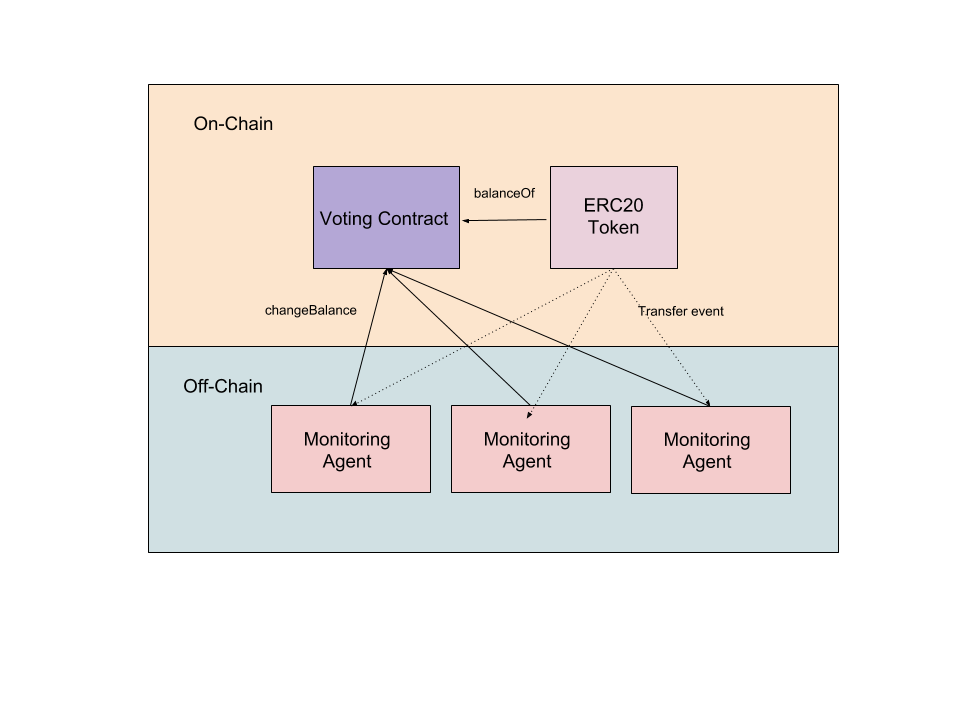 On-Chain
balanceOf
Voting Contract
ERC20
Token
changeBalance
Transfer event
Off-Chain
Monitoring
Agent
Monitoring
Agent
Monitoring
Agent